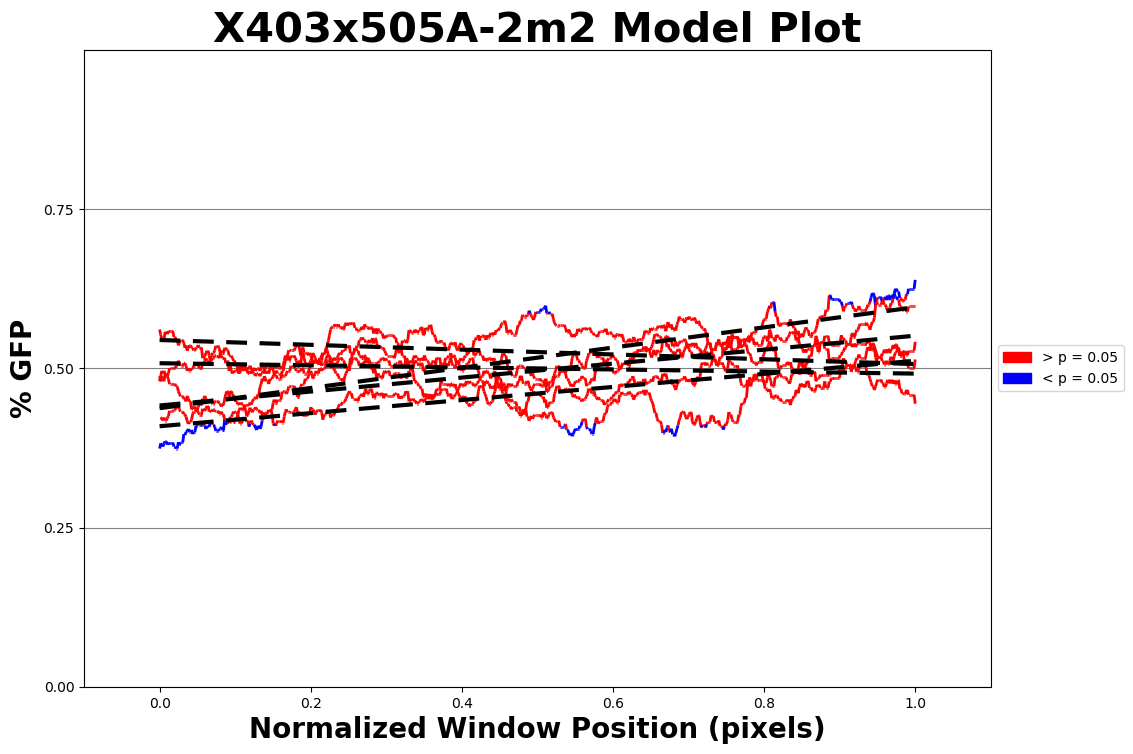 X403x505A-2m2 Model Plot
% GFP
0.75
0.50
0.25
0.00
0.0 0.2 0.4 0.6 0.8 1.0
Normalized Window Position (pixels)
> p = 0.05
< p = 0.05